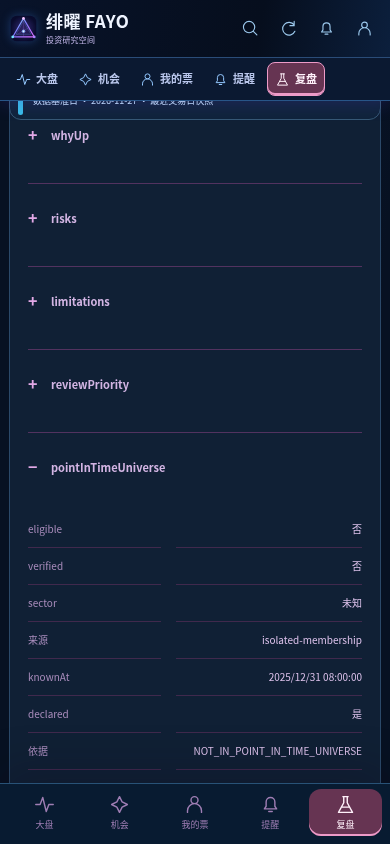 绯曜 FAYO
投资研究空间
大盘
机会
我的票
提醒
复盘
+ whyUp
+ risks
+ limitations
+ reviewPriority
− pointInTimeUniverse
eligible 否
verified 否
sector 未知
来源 isolated-membership
knownAt 2025/12/31 08:00:00
declared 是
依据 NOT_IN_POINT_IN_TIME_UNIVERSE
大盘
机会
我的票
提醒
复盘